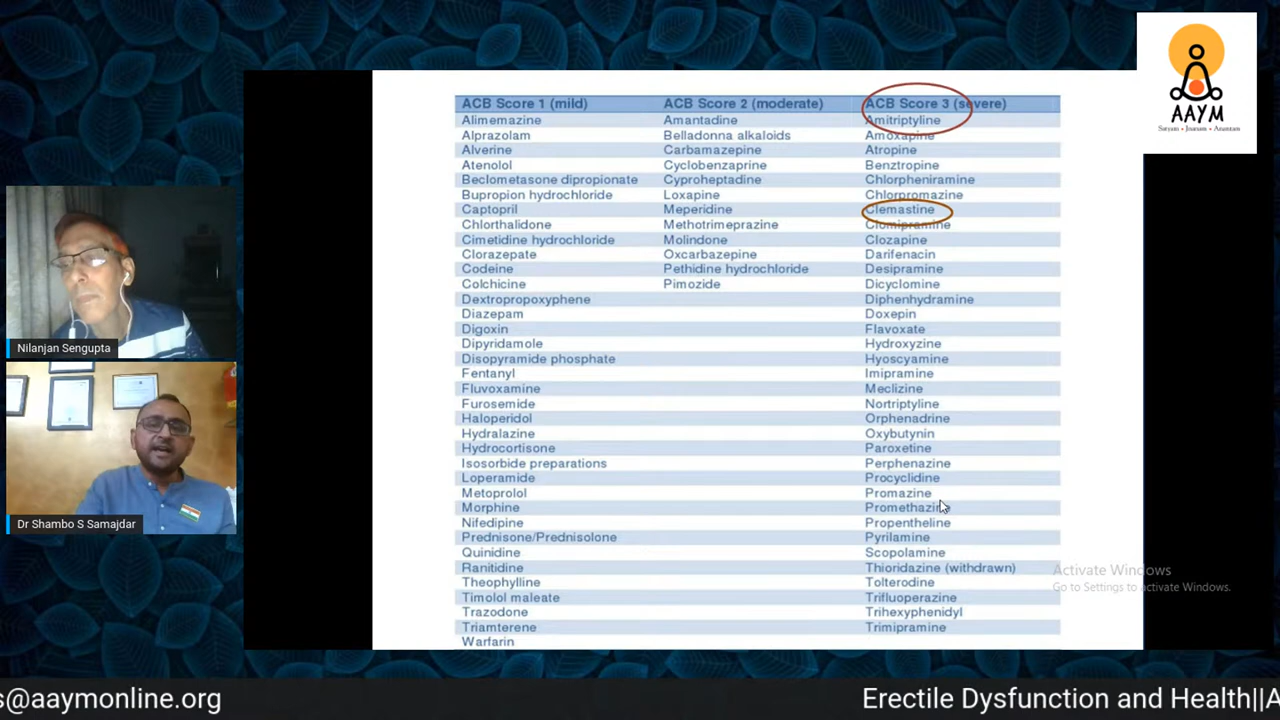 AAYM
Satyam • Jnanam • Anantam
ACB Score 1 (mild) ACB Score 2 (moderate) ACB Score 3 (severe)
Alimemazine Amantadine Amitriptyline
Alprazolam Belladonna alkaloids Amoxapine
Alverine Carbamazepine Atropine
Atenolol Cyclobenzaprine Benztropine
Beclometasone dipropionate Cyproheptadine Chlorpheniramine
Bupropion hydrochloride Loxapine Chlorpromazine
Captopril Meperidine Clemastine
Chlorthalidone Methotrimeprazine Clomipramine
Cimetidine hydrochloride Molindone Clozapine
Clorazepate Oxcarbazepine Darifenacin
Codeine Pethidine hydrochloride Desipramine
Colchicine Pimozide Dicyclomine
Dextropropoxyphene Diphenhydramine
Diazepam Doxepin
Digoxin Flavoxate
Dipyridamole Hydroxyzine
Disopyramide phosphate Hyoscyamine
Fentanyl Imipramine
Fluvoxamine Meclizine
Furosemide Nortriptyline
Haloperidol Orphenadrine
Hydralazine Oxybutynin
Hydrocortisone Paroxetine
Isosorbide preparations Perphenazine
Loperamide Procyclidine
Metoprolol Promazine
Morphine Promethazine
Nifedipine Propentheline
Prednisone/Prednisolone Pyrilamine
Quinidine Scopolamine
Ranitidine Thioridazine (withdrawn)
Theophylline Tolterodine
Timolol maleate Trifluoperazine
Trazodone Trihexyphenidyl
Triamterene Trimipramine
Warfarin
Activate Windows
Go to Settings to activate Windows.
Nilanjan Sengupta
Dr Shambo S Samajdar
s@aaymonline.org Erectile Dysfunction and Health||A